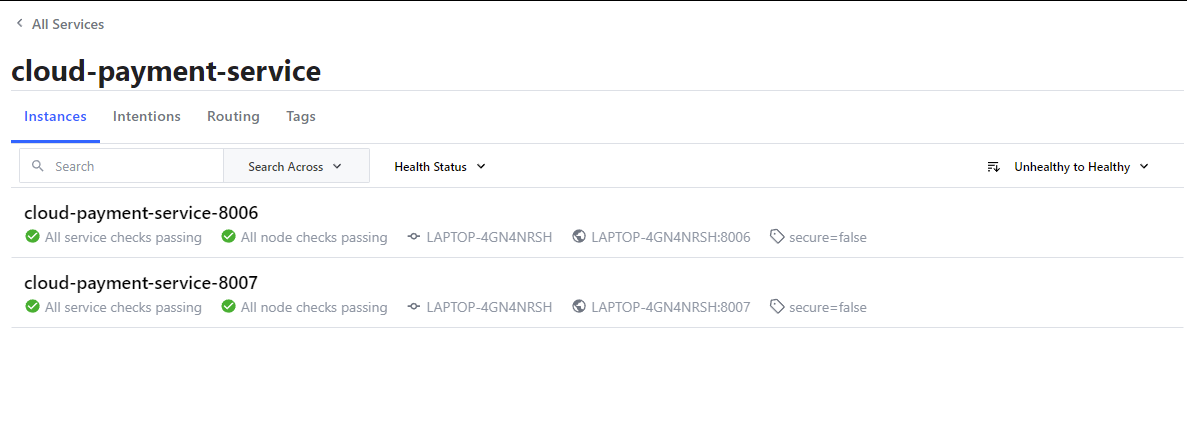 All Services
cloud-payment-service
Instances Intentions Routing Tags
Search Search Across Health Status Unhealthy to Healthy
cloud-payment-service-8006
All service checks passing All node checks passing LAPTOP-4GN4NRSH LAPTOP-4GN4NRSH:8006 secure=false
cloud-payment-service-8007
All service checks passing All node checks passing LAPTOP-4GN4NRSH LAPTOP-4GN4NRSH:8007 secure=false